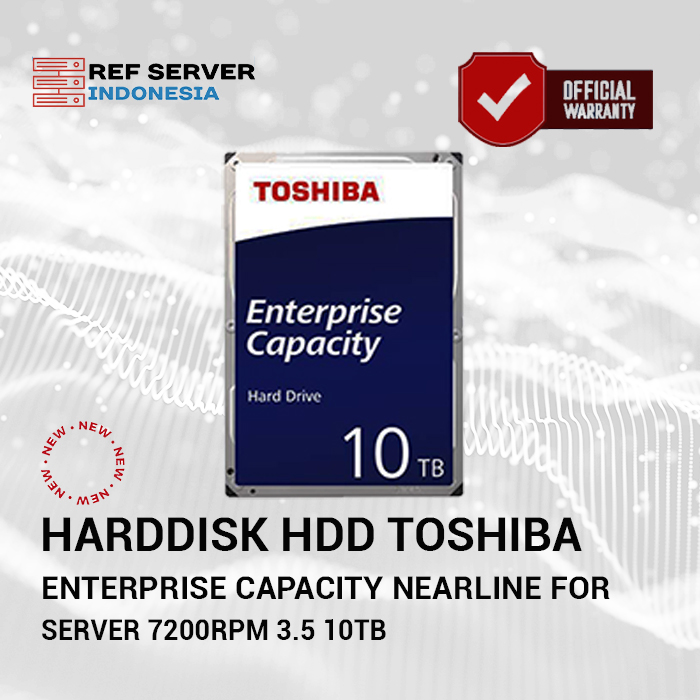 REF SERVER
INDONESIA
OFFICIAL
WARRANTY
TOSHIBA
Enterprise
Capacity
Hard Drive
10 TB
NEW · NEW · NEW · NEW · NEW ·
HARDDISK HDD TOSHIBA
ENTERPRISE CAPACITY NEARLINE FOR
SERVER 7200RPM 3.5 10TB